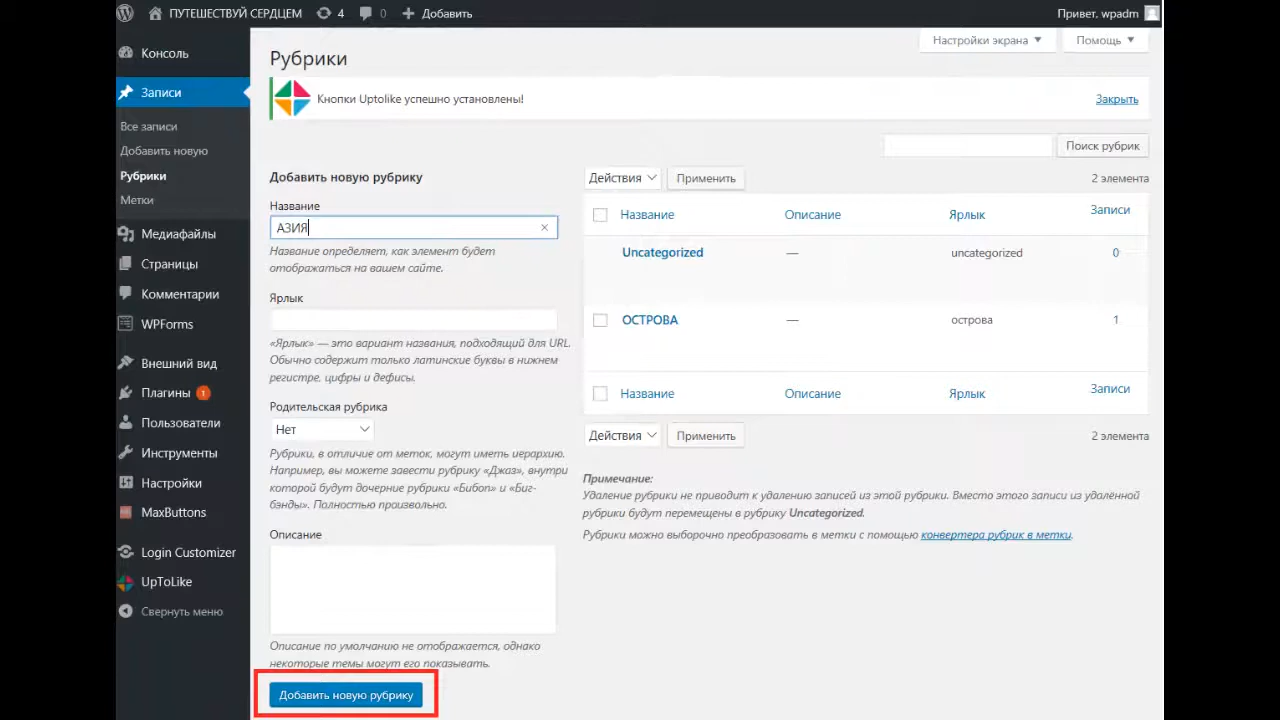 ПУТЕШЕСТВУЙ СЕРДЦЕМ 4 0 Добавить Привет, wpadm
Консоль
Записи
Все записи
Добавить новую
Рубрики
Метки
Медиафайлы
Страницы
Комментарии
WPForms
Внешний вид
Плагины 1
Пользователи
Инструменты
Настройки
MaxButtons
Login Customizer
UpToLike
Свернуть меню
Настройки экрана Помощь
Рубрики
Кнопки Uptolike успешно установлены! Закрыть
Поиск рубрик
Добавить новую рубрику
Название
АЗИЯ
Название определяет, как элемент будет
отображаться на вашем сайте.
Ярлык
«Ярлык» — это вариант названия, подходящий для URL.
Обычно содержит только латинские буквы в нижнем
регистре, цифры и дефисы.
Родительская рубрика
Нет
Рубрики, в отличие от меток, могут иметь иерархию.
Например, вы можете завести рубрику «Джаз», внутри
которой будут дочерние рубрики «Бибоп» и «Биг-
бэнды». Полностью произвольно.
Описание
Описание по умолчанию не отображается, однако
некоторые темы могут его показывать.
Добавить новую рубрику
Действия Применить 2 элемента
Название Описание Ярлык Записи
Uncategorized — uncategorized 0
ОСТРОВА — острова 1
Название Описание Ярлык Записи
Действия Применить 2 элемента
Примечание:
Удаление рубрики не приводит к удалению записей из этой рубрики. Вместо этого записи из удалённой
рубрики будут перемещены в рубрику Uncategorized.
Рубрики можно выборочно преобразовать в метки с помощью конвертера рубрик в метки.